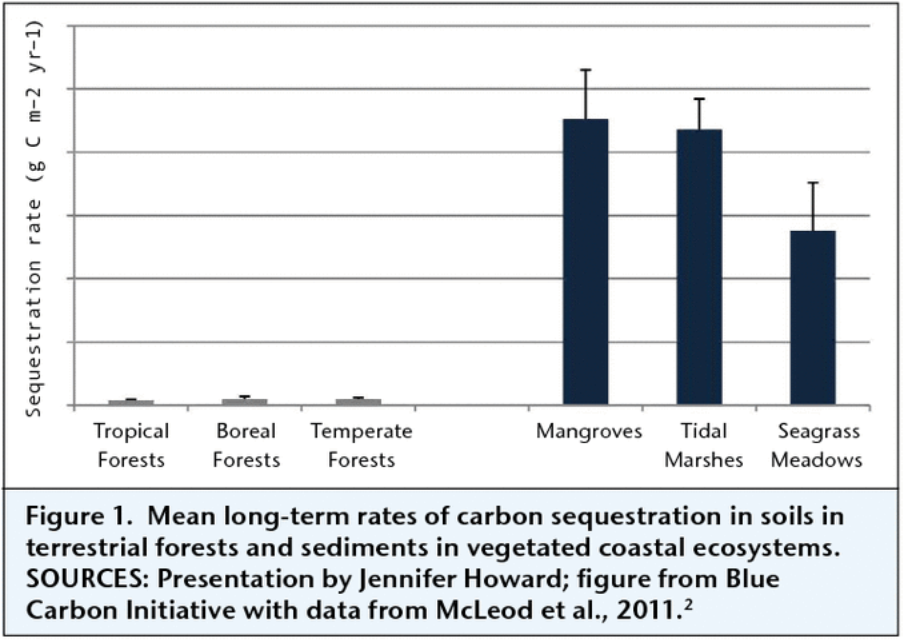 Sequestration rate (g C m-2 yr-1)
Tropical Forests
Boreal Forests
Temperate Forests
Mangroves
Tidal Marshes
Seagrass Meadows
Figure 1. Mean long-term rates of carbon sequestration in soils in
terrestrial forests and sediments in vegetated coastal ecosystems.
SOURCES: Presentation by Jennifer Howard; figure from Blue
Carbon Initiative with data from McLeod et al., 2011.²